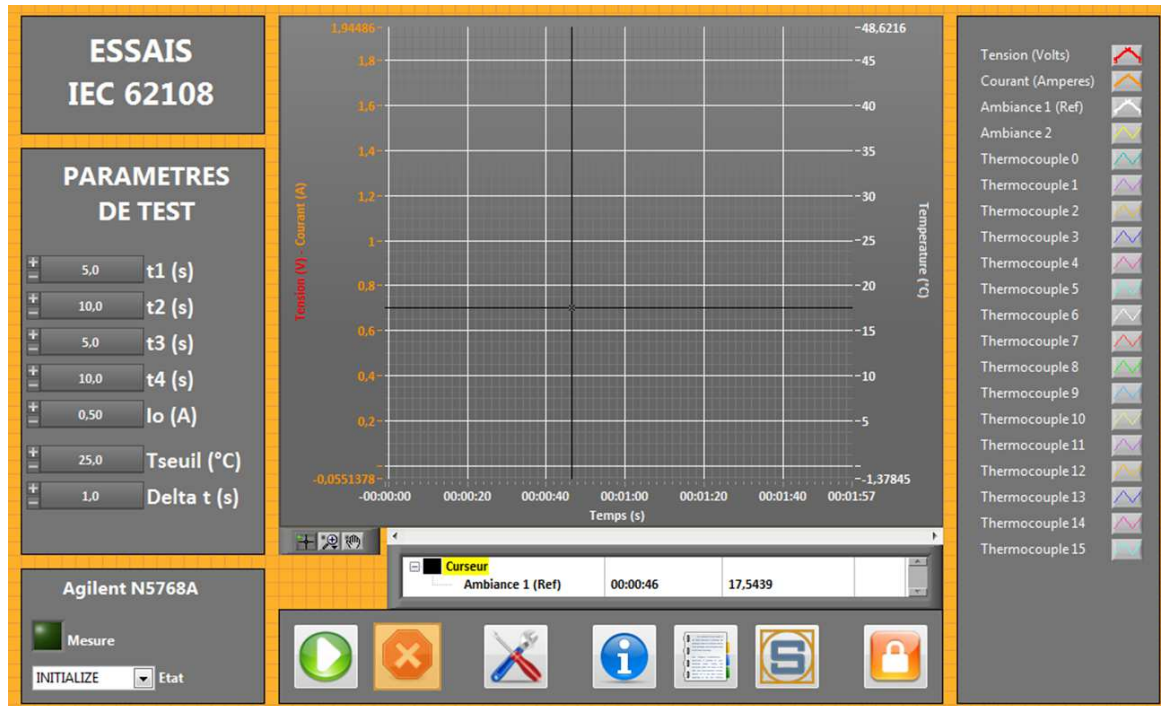 ESSAIS
IEC 62108
PARAMETRES
DE TEST
5,0 t1 (s)
10,0 t2 (s)
5,0 t3 (s)
10,0 t4 (s)
0,50 Io (A)
25,0 Tseuil (°C)
1,0 Delta t (s)
Agilent N5768A
Mesure
INITIALIZE Etat
Tension (V) - Courant (A)
1,94486
1,8
1,6
1,4
1,2
1
0,8
0,6
0,4
0,2
-0,0551378
-48,6216
-45
-40
-35
-30
-25
-20
-15
-10
-5
-1,37845
Temperature (°C)
-00:00:00 00:00:20 00:00:40 00:01:00 00:01:20 00:01:40 00:01:57
Temps (s)
Curseur
Ambiance 1 (Ref) 00:00:46 17,5439
S
Tension (Volts)
Courant (Amperes)
Ambiance 1 (Ref)
Ambiance 2
Thermocouple 0
Thermocouple 1
Thermocouple 2
Thermocouple 3
Thermocouple 4
Thermocouple 5
Thermocouple 6
Thermocouple 7
Thermocouple 8
Thermocouple 9
Thermocouple 10
Thermocouple 11
Thermocouple 12
Thermocouple 13
Thermocouple 14
Thermocouple 15